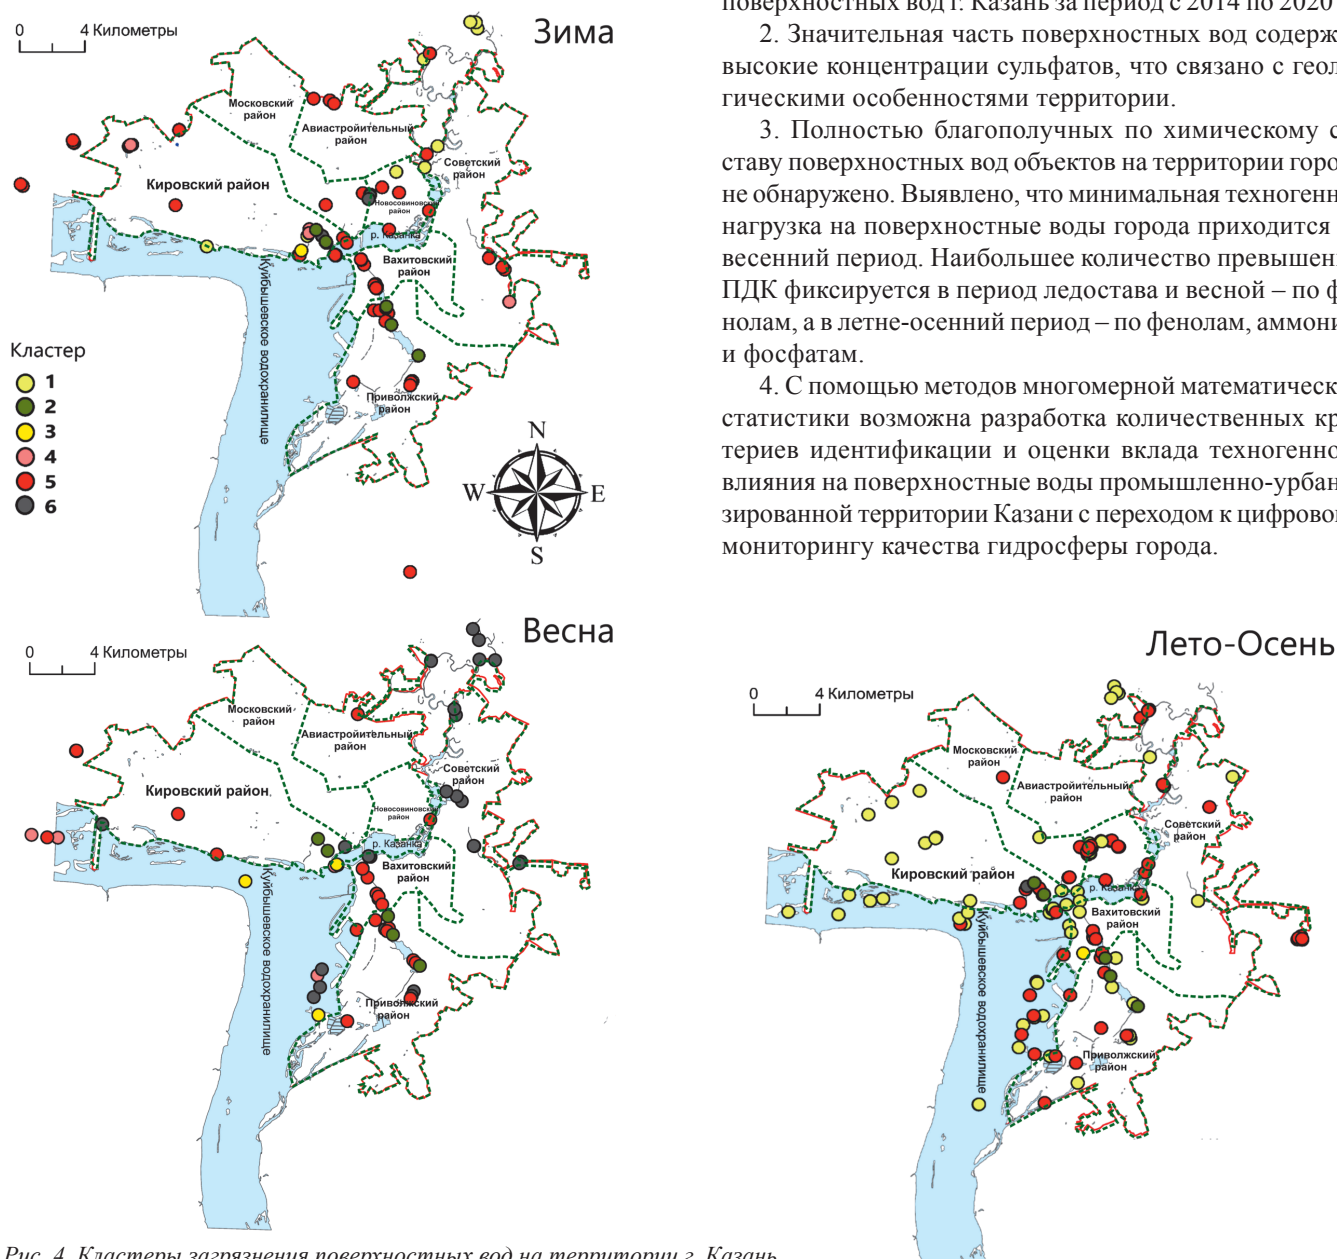 Зима
0 4 Километры
Московский
район
Авиастройительный
район
Советский
район
Кировский район
Новосовиновский
район
р. Казанка
Вахитовский
район
Куйбышевское водохранилище
Приволжский
район
Кластер
1
2
3
4
5
6
N
W E
S
поверхностных вод г. Казань за период с 2014 по 2020
2. Значительная часть поверхностных вод содерж
высокие концентрации сульфатов, что связано с геол
гическими особенностями территории.
3. Полностью благополучных по химическому с
ставу поверхностных вод объектов на территории горо
не обнаружено. Выявлено, что минимальная техногенн
нагрузка на поверхностные воды города приходится
весенний период. Наибольшее количество превышени
ПДК фиксируется в период ледостава и весной – по ф
нолам, а в летне-осенний период – по фенолам, аммони
и фосфатам.
4. С помощью методов многомерной математическ
статистики возможна разработка количественных кр
териев идентификации и оценки вклада техногенно
влияния на поверхностные воды промышленно-урбан
зированной территории Казани с переходом к цифрово
мониторингу качества гидросферы города.
Весна
0 4 Километры
Московский
район
Авиастройительный
район
Советский
район
Кировский район
Новосовиновский
район
р. Казанка
Вахитовский
район
Куйбышевское водохранилище
Приволжский
район
Лето-Осень
0 4 Километры
Московский
район
Авиастройительный
район
Советский
район
Кировский район
р. Казанка
Вахитовский
район
Куйбышевское водохранилище
Приволжский
район
Рис. 4. Кластеры загрязнения поверхностных вод на территории г. Казань